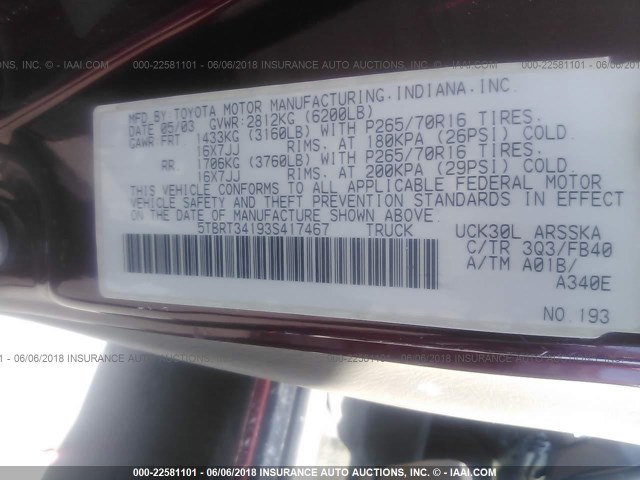 000-22581101 - 06/06/2018 INSURANCE AUTO AUCTIONS, INC. - © IAAI.COM
MFD.BY:TOYOTA MOTOR MANUFACTURING.INDIANA.INC.
DATE 05/03 GVWR:2812KG (6200LB)
GAWR FRT 1433KG (3160LB) WITH P265/70R16 TIRES.
16X7JJ RIMS. AT 180KPA (26PSI) COLD.
RR 1706KG (3760LB) WITH P265/70R16 TIRES.
16X7JJ RIMS. AT 200KPA (29PSI) COLD.
THIS VEHICLE CONFORMS TO ALL APPLICABLE FEDERAL MOTOR
VEHICLE SAFETY AND THEFT PREVENTION STANDARDS IN EFFECT
ON THE DATE OF MANUFACTURE SHOWN ABOVE.
5TBRT34193S417467 TRUCK UCK30L ARSSKA
C/TR 3Q3/FB40
A/TM A01B/
A340E
NO.193
000-22581101 - 06/06/2018 INSURANCE AUTO AUCTIONS, INC. - © IAAI.COM
000-22581101 - 06/06/2018 INSURANCE AUTO AUCTIONS, INC. - © IAAI.COM